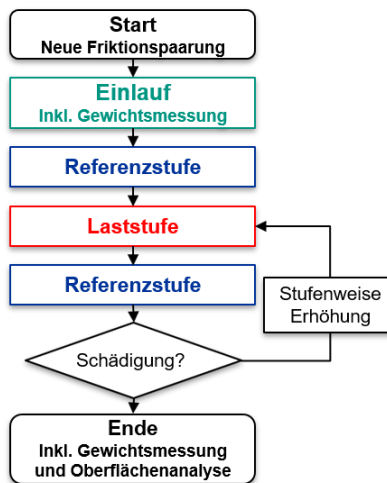 Start
Neue Friktionspaarung
Einlauf
Inkl. Gewichtsmessung
Referenzstufe
Laststufe
Referenzstufe
Stufenweise
Erhöhung
Schädigung?
Ende
Inkl. Gewichtsmessung
und Oberflächenanalyse